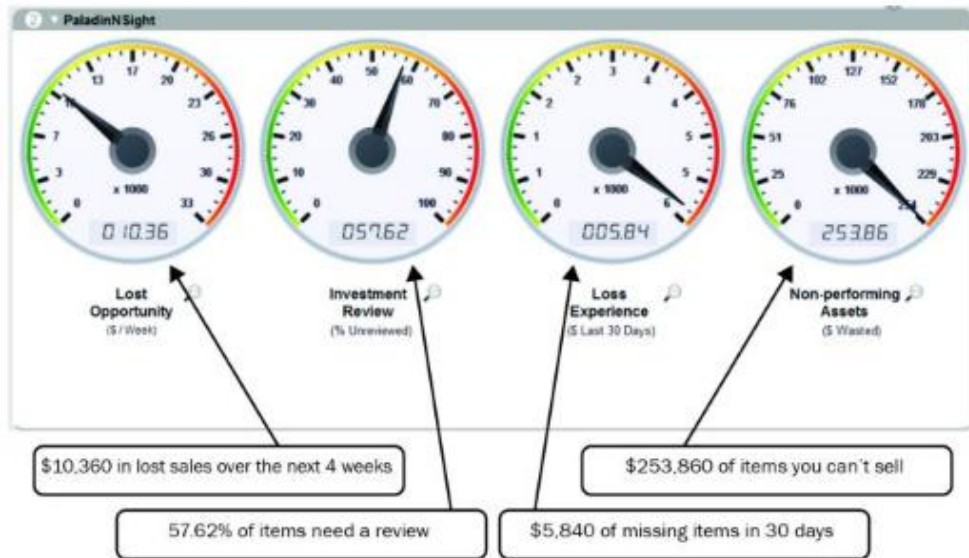 2 PaladinNSight
0 3 7 10 13 17 20 23 26 30 33
x 1000
010.36
0 10 20 30 40 50 60 70 80 90 100
057.62
0 1 1 2 2 3 4 4 5 5 6
x 1000
005.84
0 25 51 76 102 127 152 178 203 229 254
x 1000
253.86
Lost
Opportunity
($ / Week)
Investment
Review
(% Unreviewed)
Loss
Experience
($ Last 30 Days)
Non-performing
Assets
($ Wasted)
$10,360 in lost sales over the next 4 weeks
$253,860 of items you can´t sell
57.62% of items need a review
$5,840 of missing items in 30 days